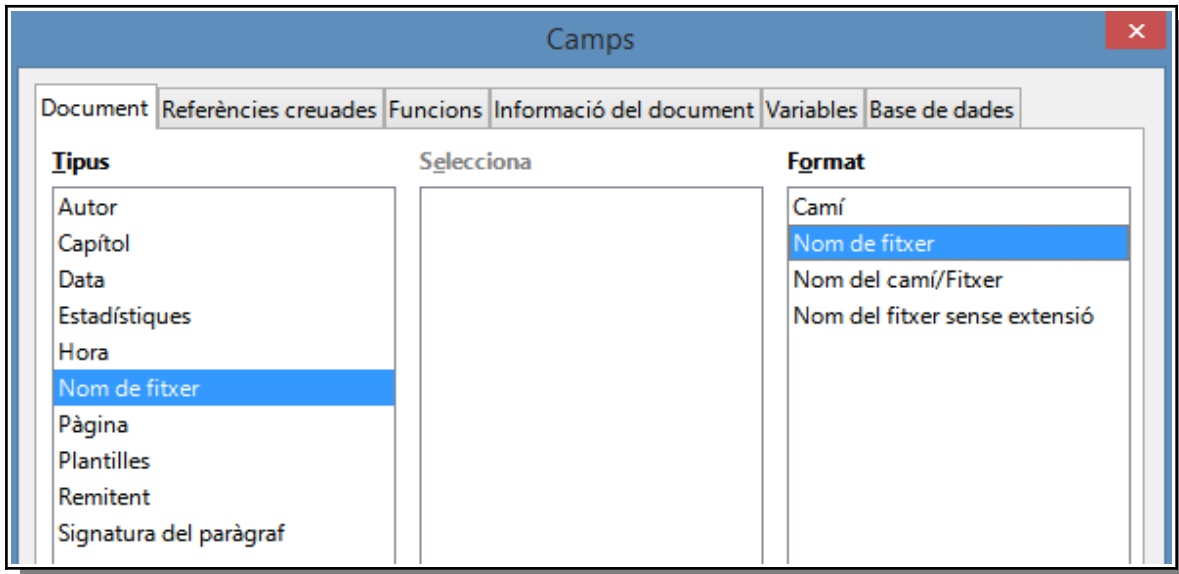 Camps
Document Referències creuades Funcions Informació del document Variables Base de dades
Tipus
Autor
Capítol
Data
Estadístiques
Hora
Nom de fitxer
Pàgina
Plantilles
Remitent
Signatura del paràgraf
Selecciona
Format
Camí
Nom de fitxer
Nom del camí/Fitxer
Nom del fitxer sense extensió